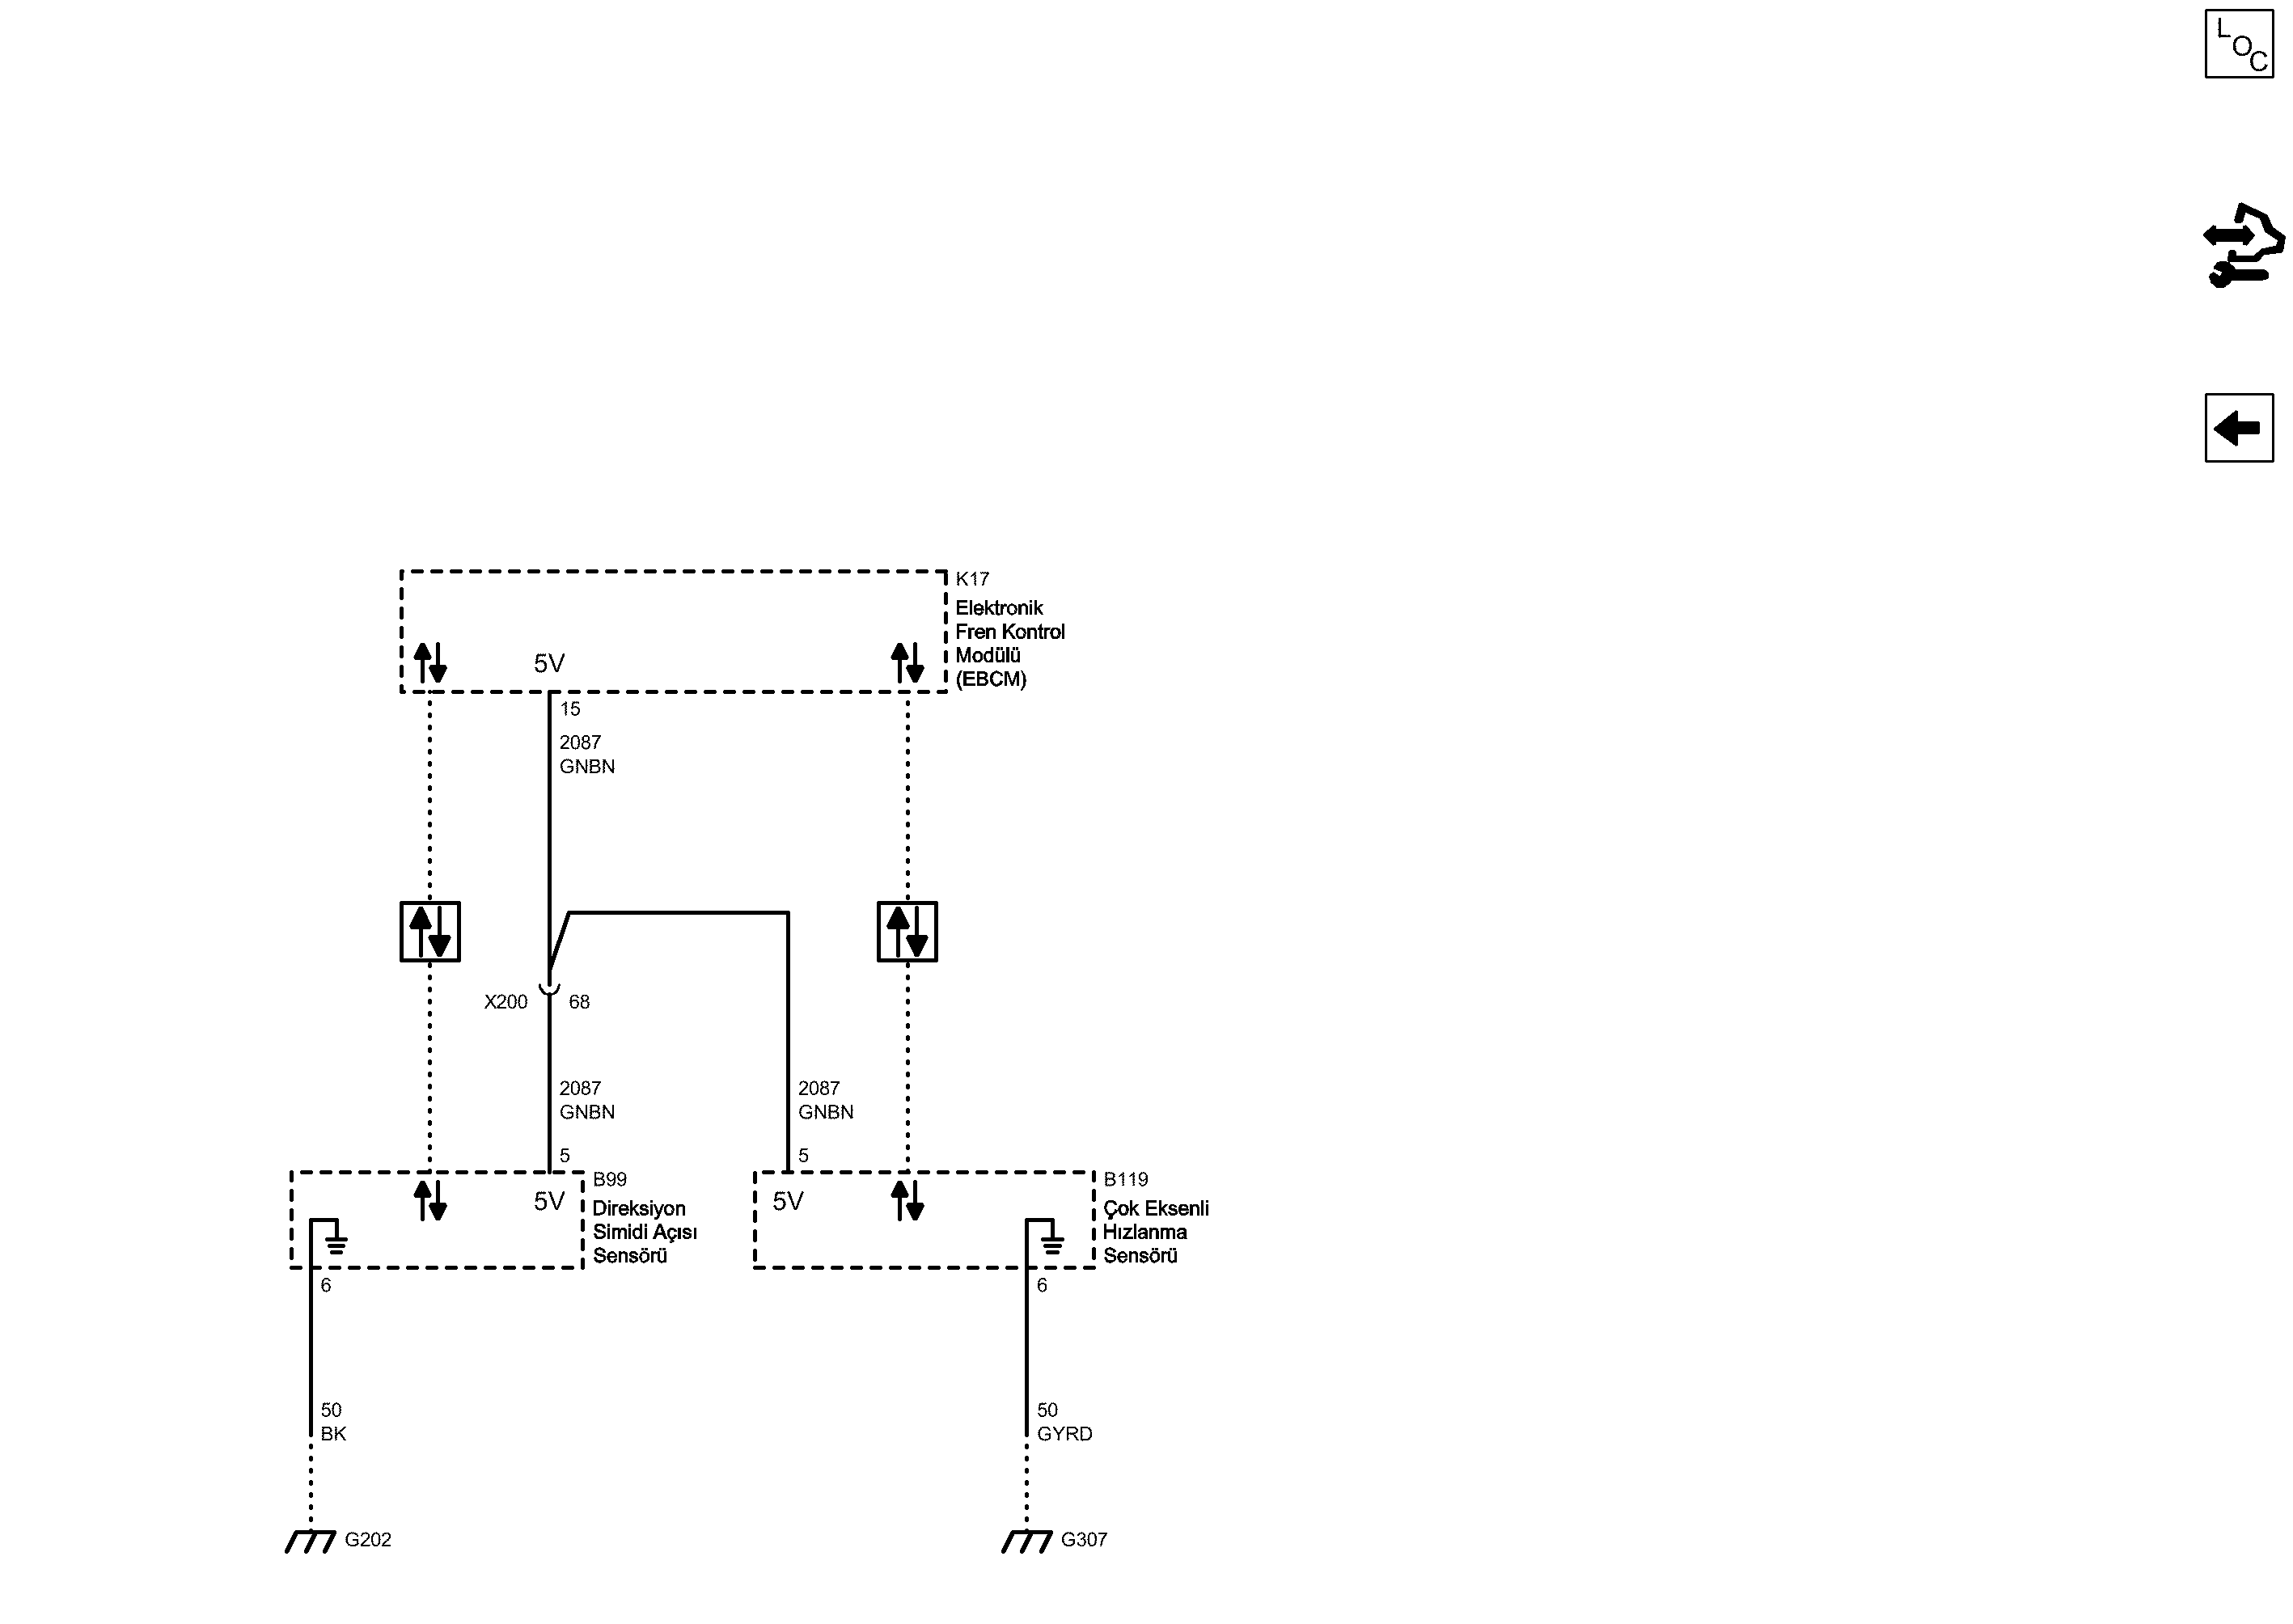 L
O
C
K17
Elektronik
Fren Kontrol
Modülü
(EBCM)
5V
15
2087
GNBN
X200
68
2087
GNBN
2087
GNBN
5
5
B99
Direksiyon
Simidi Açısı
Sensörü
5V
5V
B119
Çok Eksenli
Hızlanma
Sensörü
6
6
50
BK
50
GYRD
G202
G307